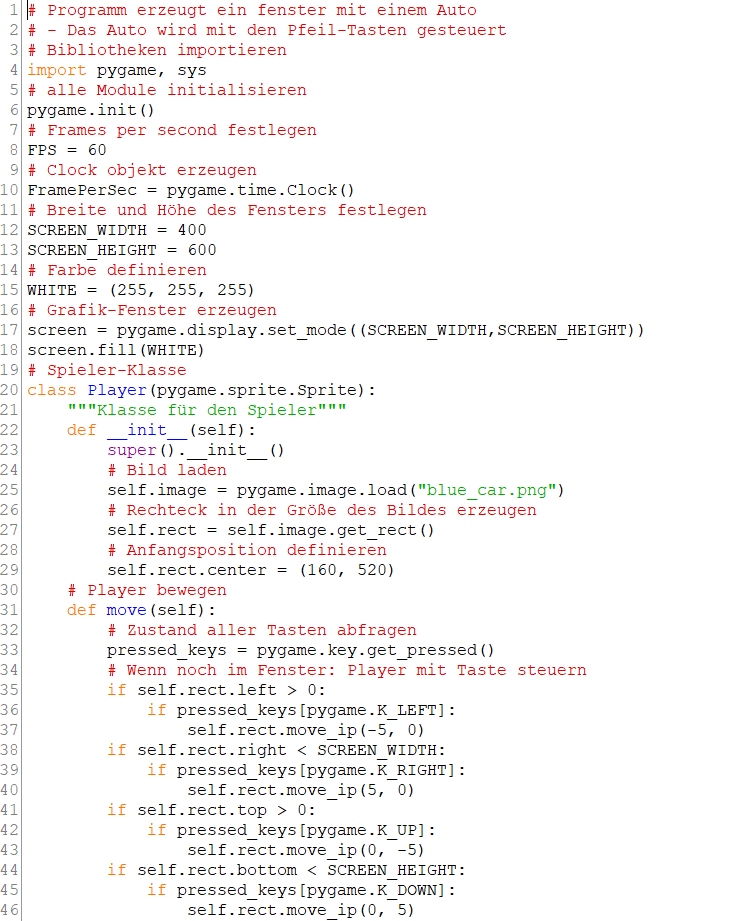 1 # Programm erzeugt ein fenster mit einem Auto
2 # - Das Auto wird mit den Pfeil-Tasten gesteuert
3 # Bibliotheken importieren
4 import pygame, sys
5 # alle Module initialisieren
6 pygame.init()
7 # Frames per second festlegen
8 FPS = 60
9 # Clock objekt erzeugen
10 FramePerSec = pygame.time.Clock()
11 # Breite und Höhe des Fensters festlegen
12 SCREEN_WIDTH = 400
13 SCREEN_HEIGHT = 600
14 # Farbe definieren
15 WHITE = (255, 255, 255)
16 # Grafik-Fenster erzeugen
17 screen = pygame.display.set_mode((SCREEN_WIDTH,SCREEN_HEIGHT))
18 screen.fill(WHITE)
19 # Spieler-Klasse
20 class Player(pygame.sprite.Sprite):
21     """Klasse für den Spieler"""
22     def __init__(self):
23         super().__init__()
24         # Bild laden
25         self.image = pygame.image.load("blue_car.png")
26         # Rechteck in der Größe des Bildes erzeugen
27         self.rect = self.image.get_rect()
28         # Anfangsposition definieren
29         self.rect.center = (160, 520)
30     # Player bewegen
31     def move(self):
32         # Zustand aller Tasten abfragen
33         pressed_keys = pygame.key.get_pressed()
34         # Wenn noch im Fenster: Player mit Taste steuern
35         if self.rect.left > 0:
36             if pressed_keys[pygame.K_LEFT]:
37                 self.rect.move_ip(-5, 0)
38         if self.rect.right < SCREEN_WIDTH:
39             if pressed_keys[pygame.K_RIGHT]:
40                 self.rect.move_ip(5, 0)
41         if self.rect.top > 0:
42             if pressed_keys[pygame.K_UP]:
43                 self.rect.move_ip(0, -5)
44         if self.rect.bottom < SCREEN_HEIGHT:
45             if pressed_keys[pygame.K_DOWN]:
46                 self.rect.move_ip(0, 5)